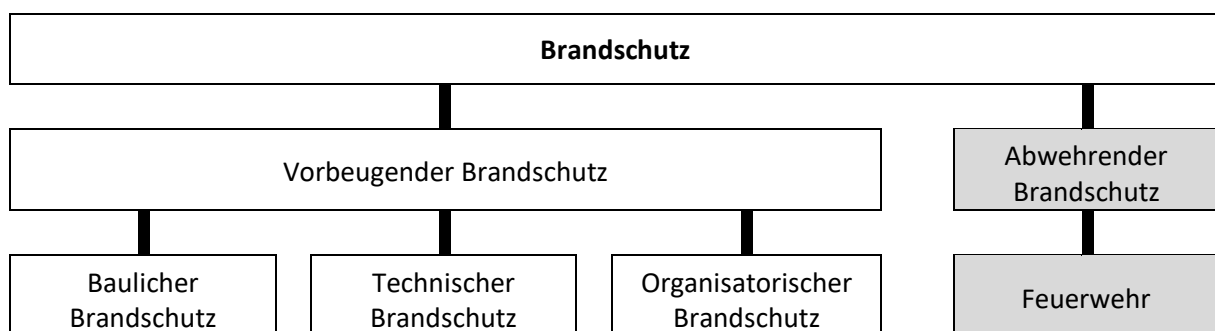 Brandschutz
Vorbeugender Brandschutz
Abwehrender
Brandschutz
Baulicher
Brandschutz
Technischer
Brandschutz
Organisatorischer
Brandschutz
Feuerwehr